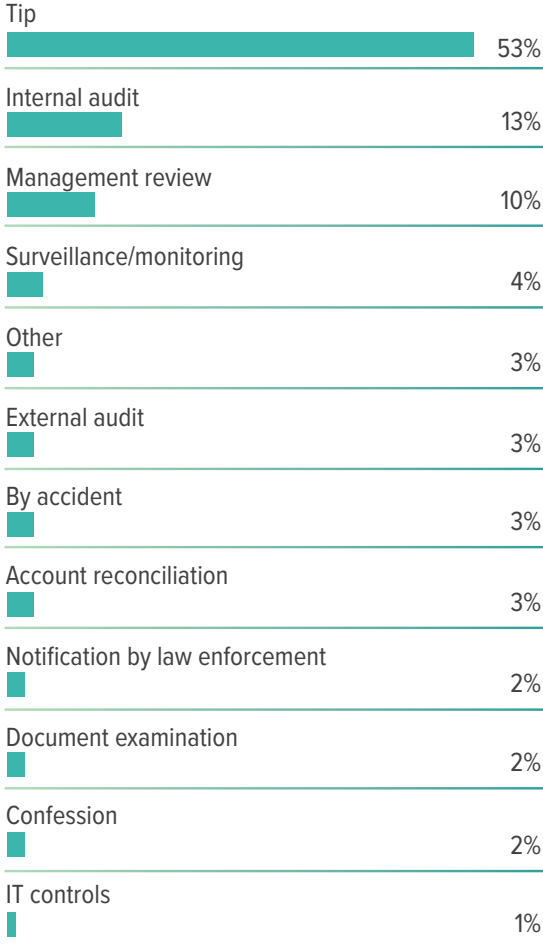 Tip
53%
Internal audit
13%
Management review
10%
Surveillance/monitoring
4%
Other
3%
External audit
3%
By accident
3%
Account reconciliation
3%
Notification by law enforcement
2%
Document examination
2%
Confession
2%
IT controls
1%